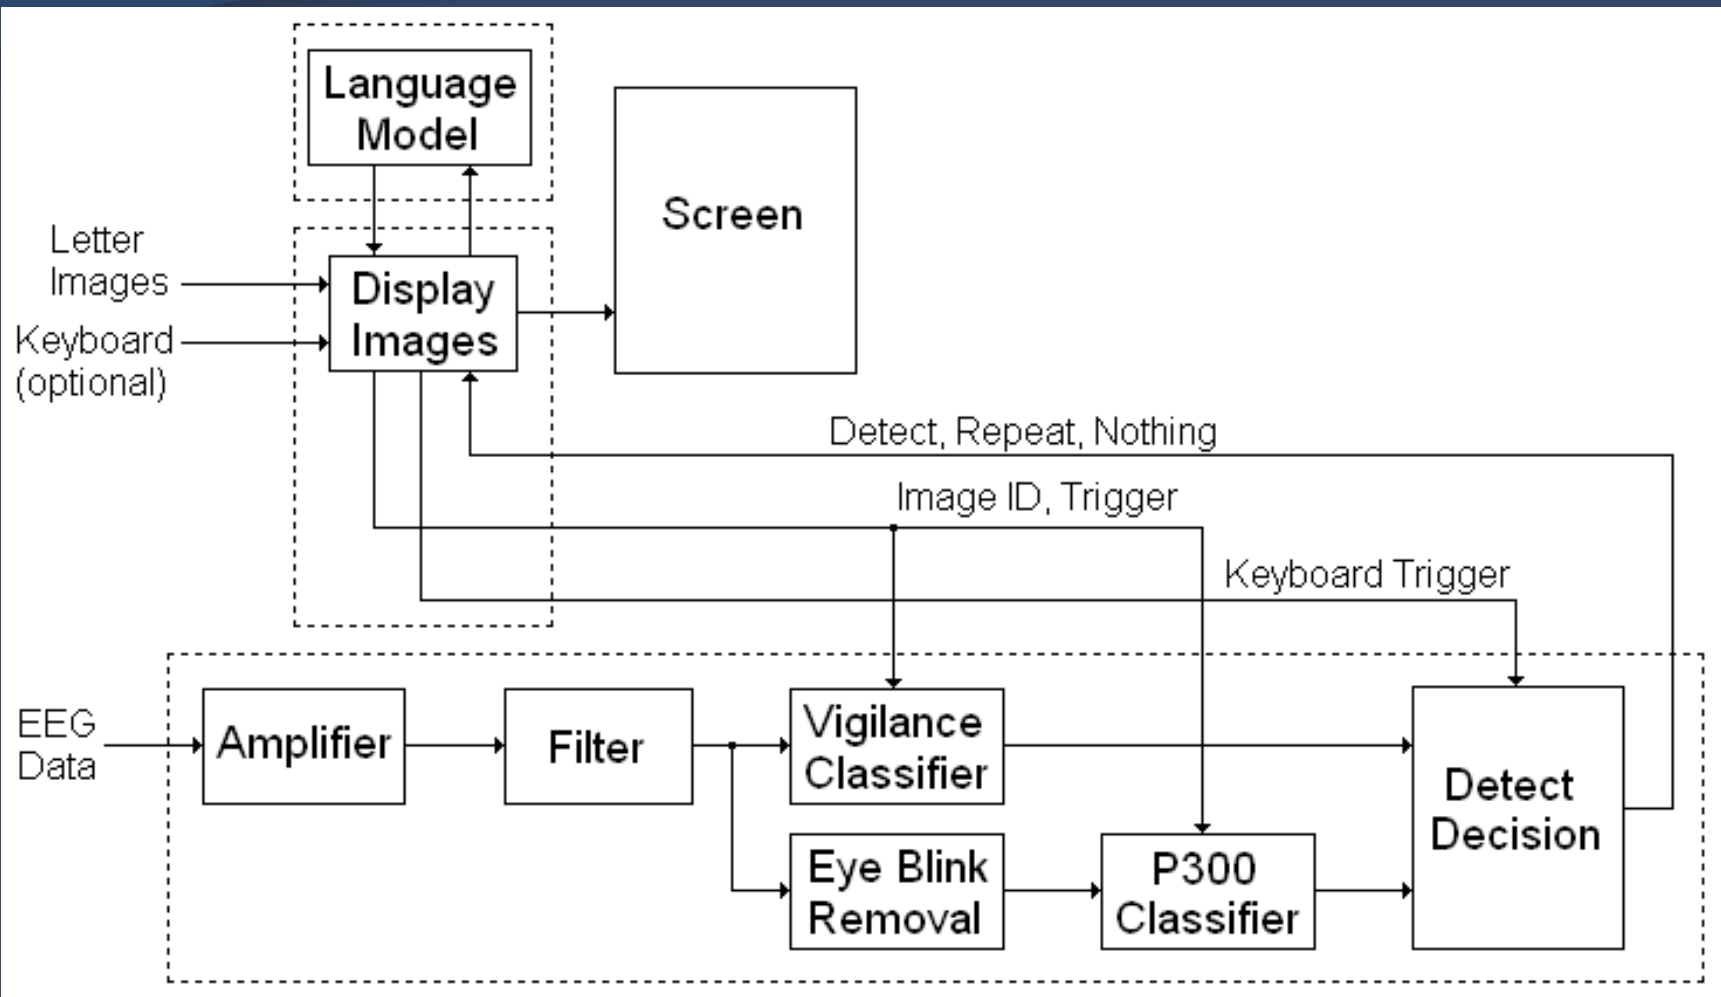 Language
Model
Screen
Letter
Images
Display
Images
Keyboard
(optional)
Detect, Repeat, Nothing
Image ID, Trigger
Keyboard Trigger
EEG
Data
Amplifier
Filter
Vigilance
Classifier
Eye Blink
Removal
P300
Classifier
Detect
Decision